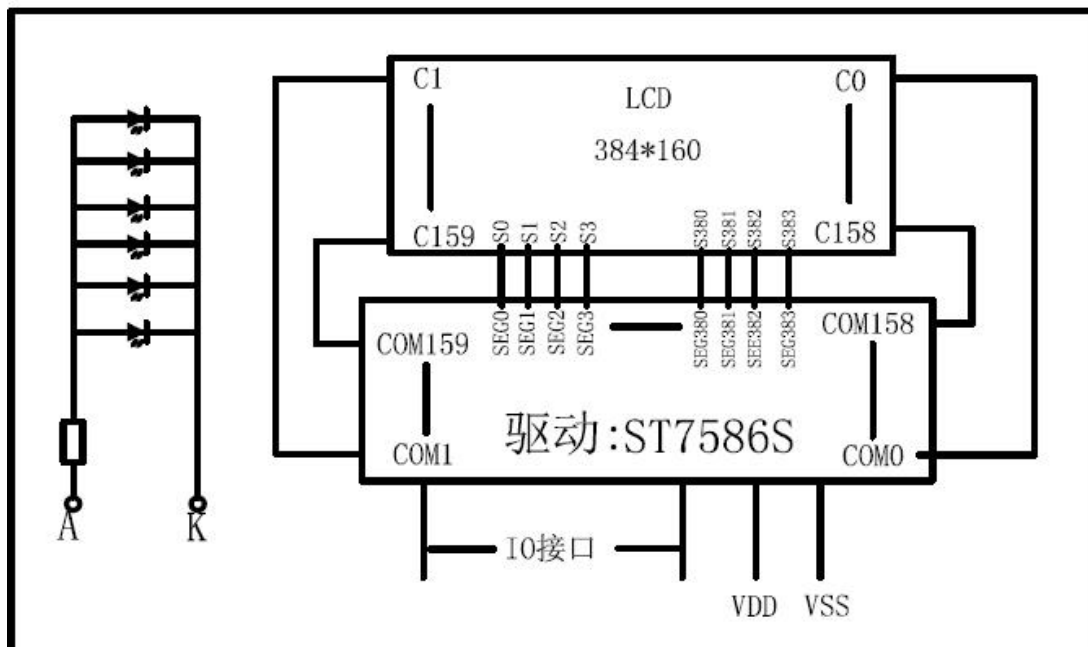 C1
C0
LCD
384*160
C159
S0
S1
S2
S3
S380
S381
S382
S383
C158
SEG0
SEG1
SEG2
SEG3
SEG380
SEG381
SEE382
SEG383
COM159
COM158
驱动:ST7586S
COM1
COM0
A
K
IO接口
VDD
VSS